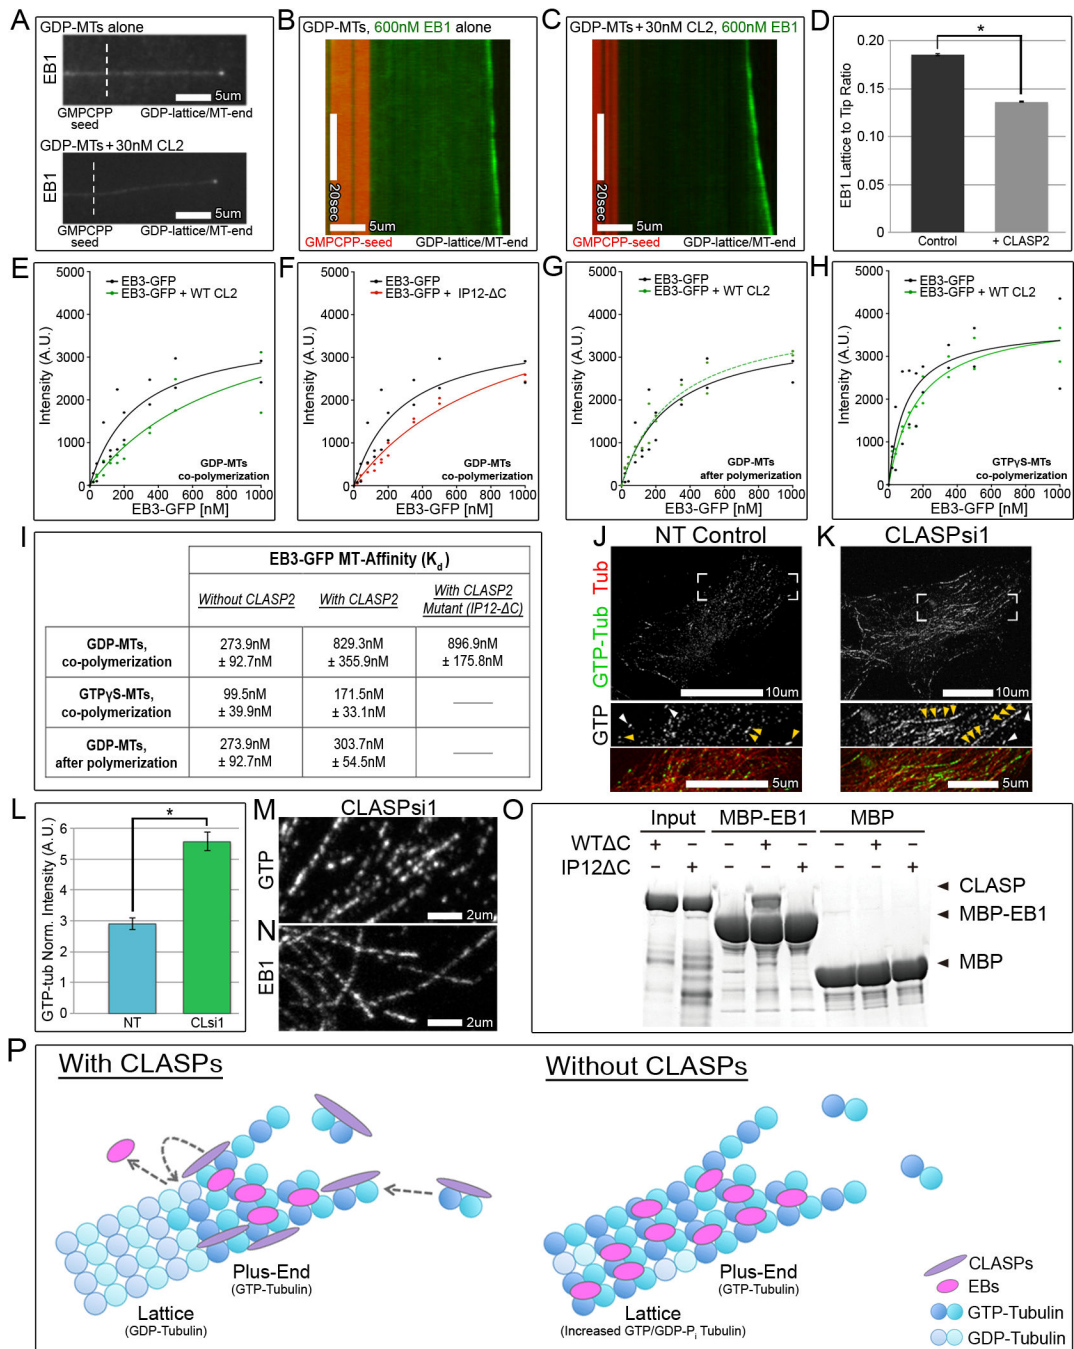 A
GDP-MTs alone
EB1
5um
GMPCPP seed
GDP-lattice/MT-end
GDP-MTs + 30nM CL2
EB1
5um
GMPCPP seed
GDP-lattice/MT-end
B
GDP-MTs, 600nM EB1 alone
20sec
5um
GMPCPP-seed
GDP-lattice/MT-end
C
GDP-MTs + 30nM CL2, 600nM EB1
20sec
5um
GMPCPP-seed
GDP-lattice/MT-end
D
EB1 Lattice to Tip Ratio
0.20
0.15
0.10
0.05
0
*
Control
+ CLASP2
E
Intensity (A.U.)
5000
4000
3000
2000
1000
0
EB3-GFP
EB3-GFP + WT CL2
GDP-MTs
co-polymerization
0 200 400 600 800 1000
EB3-GFP [nM]
F
Intensity (A.U.)
5000
4000
3000
2000
1000
0
EB3-GFP
EB3-GFP + IP12-ΔC
GDP-MTs
co-polymerization
0 200 400 600 800 1000
EB3-GFP [nM]
G
Intensity (A.U.)
5000
4000
3000
2000
1000
0
EB3-GFP
EB3-GFP + WT CL2
GDP-MTs
after polymerization
0 200 400 600 800 1000
EB3-GFP [nM]
H
Intensity (A.U.)
5000
4000
3000
2000
1000
0
EB3-GFP
EB3-GFP + WT CL2
GTPγS-MTs
co-polymerization
0 200 400 600 800 1000
EB3-GFP [nM]
I
EB3-GFP MT-Affinity (Kd)
Without CLASP2
With CLASP2
With CLASP2
Mutant (IP12-ΔC)
GDP-MTs,
co-polymerization
273.9nM
± 92.7nM
829.3nM
± 355.9nM
896.9nM
± 175.8nM
GTPγS-MTs,
co-polymerization
99.5nM
± 39.9nM
171.5nM
± 33.1nM
GDP-MTs,
after polymerization
273.9nM
± 92.7nM
303.7nM
± 54.5nM
J
NT Control
GTP-Tub Tub
10um
GTP
5um
K
CLASPsi1
10um
5um
L
GTP-tub Norm. Intensity (A.U.)
6
5
4
3
2
1
0
*
NT
CLsi1
M
CLASPsi1
GTP
2um
N
EB1
2um
O
Input MBP-EB1 MBP
WTΔC + − − + − − + −
IP12ΔC − + − − + − − +
CLASP
MBP-EB1
MBP
P
With CLASPs
Plus-End
(GTP-Tubulin)
Lattice
(GDP-Tubulin)
Without CLASPs
Plus-End
(GTP-Tubulin)
Lattice
(Increased GTP/GDP-Pi Tubulin)
CLASPs
EBs
GTP-Tubulin
GDP-Tubulin